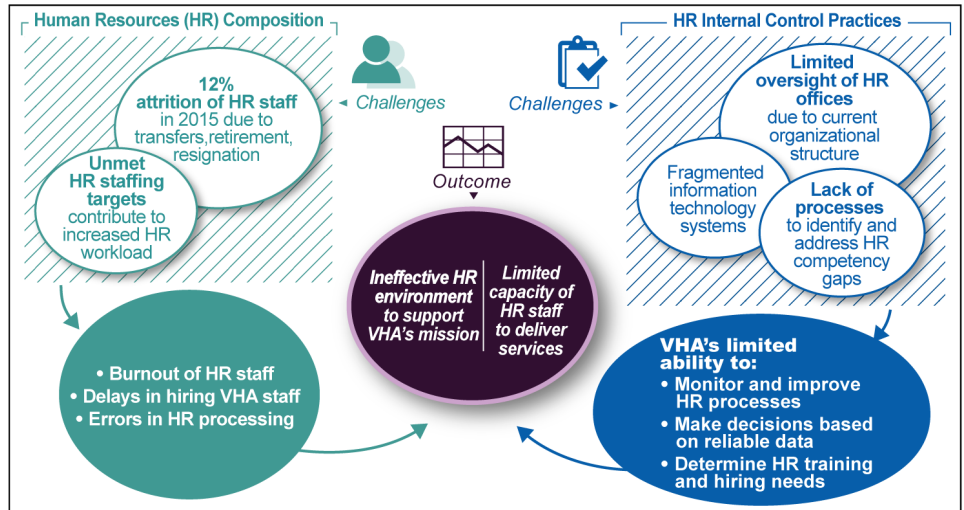 Human Resources (HR) Composition
12%
attrition of HR staff
in 2015 due to
transfers,retirement,
resignation
Unmet
HR staffing
targets
contribute to
increased HR
workload
Challenges
• Burnout of HR staff
• Delays in hiring VHA staff
• Errors in HR processing
Outcome
Ineffective HR
environment
to support
VHA's mission
Limited
capacity of
HR staff
to deliver
services
HR Internal Control Practices
Challenges
Limited
oversight of HR
offices
due to current
organizational
structure
Fragmented
information
technology
systems
Lack of
processes
to identify and
address HR
competency
gaps
VHA's limited
ability to:
• Monitor and improve
HR processes
• Make decisions based
on reliable data
• Determine HR training
and hiring needs